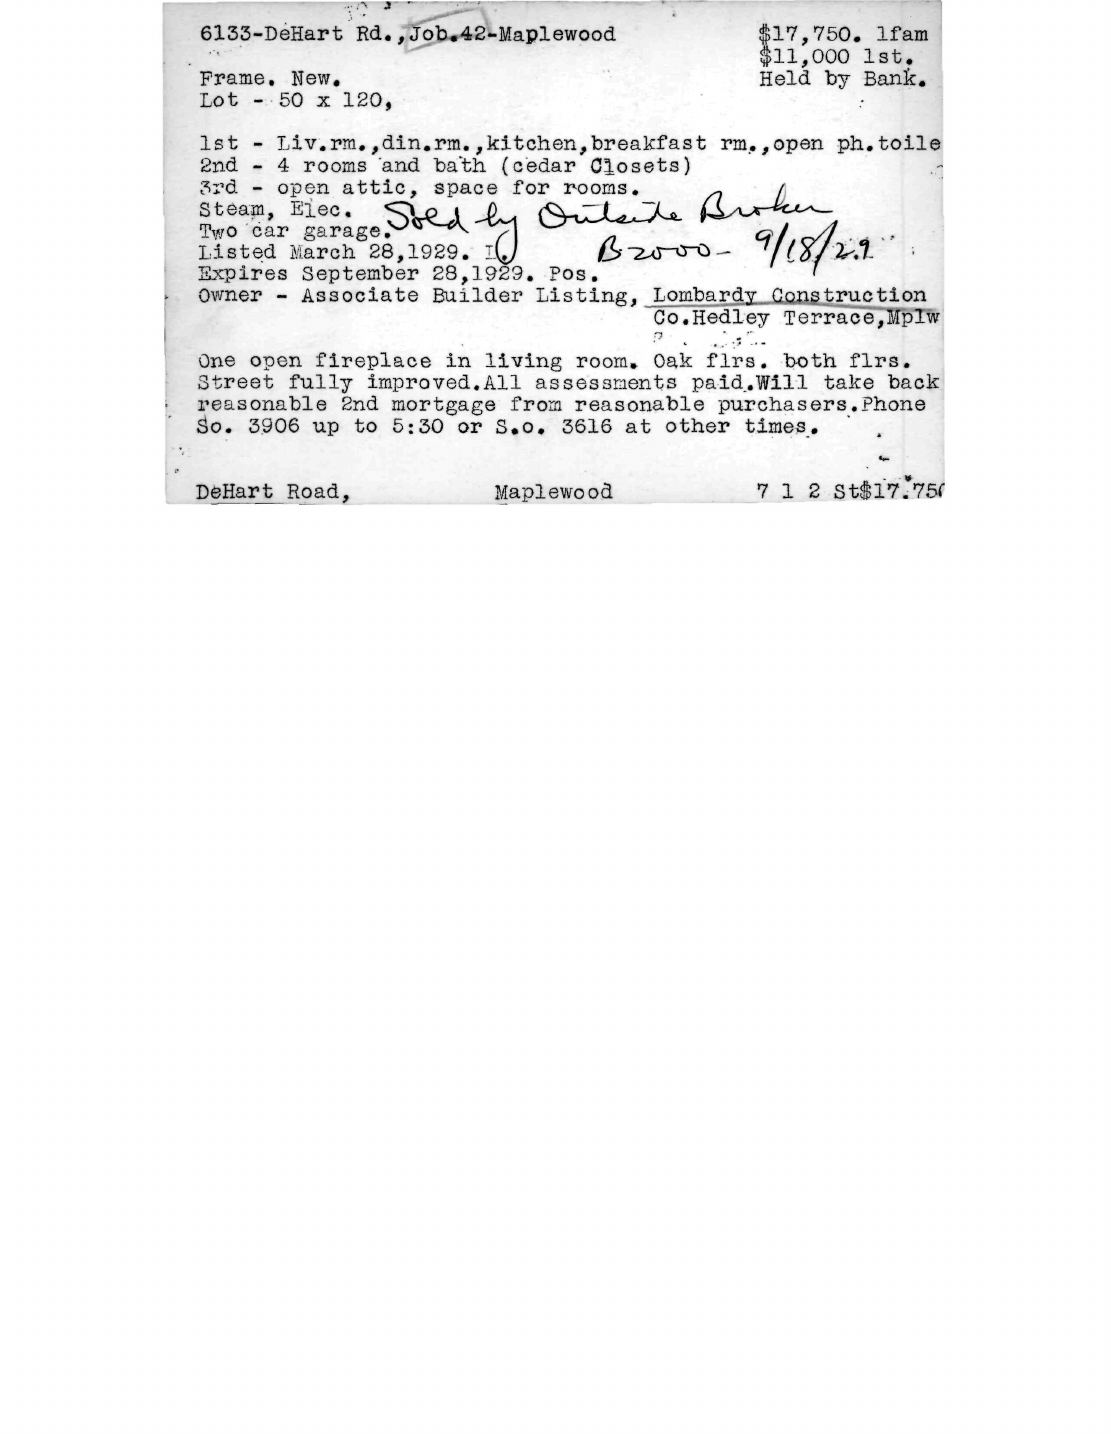 6133-DeHart Rd.,Job.42-Maplewood $17,750. 1fam
$11,000 1st.
Frame. New. Held by Bank.
Lot - 50 x 120,
1st - Liv.rm.,din.rm.,kitchen,breakfast rm.,open ph.toile
2nd - 4 rooms and bath (cedar Closets)
3rd - open attic, space for rooms.
Steam, Elec. Sold by Outside Broker
Two car garage.
Listed March 28,1929. B2000- 9/18/29
Expires September 28,1929. Pos.
Owner - Associate Builder Listing, Lombardy Construction
Co.Hedley Terrace,Mplw
One open fireplace in living room. Oak flrs. both flrs.
Street fully improved.All assessments paid.Will take back
reasonable 2nd mortgage from reasonable purchasers.Phone
So. 3906 up to 5:30 or S.o. 3616 at other times.
DeHart Road, Maplewood 7 1 2 St$17.750